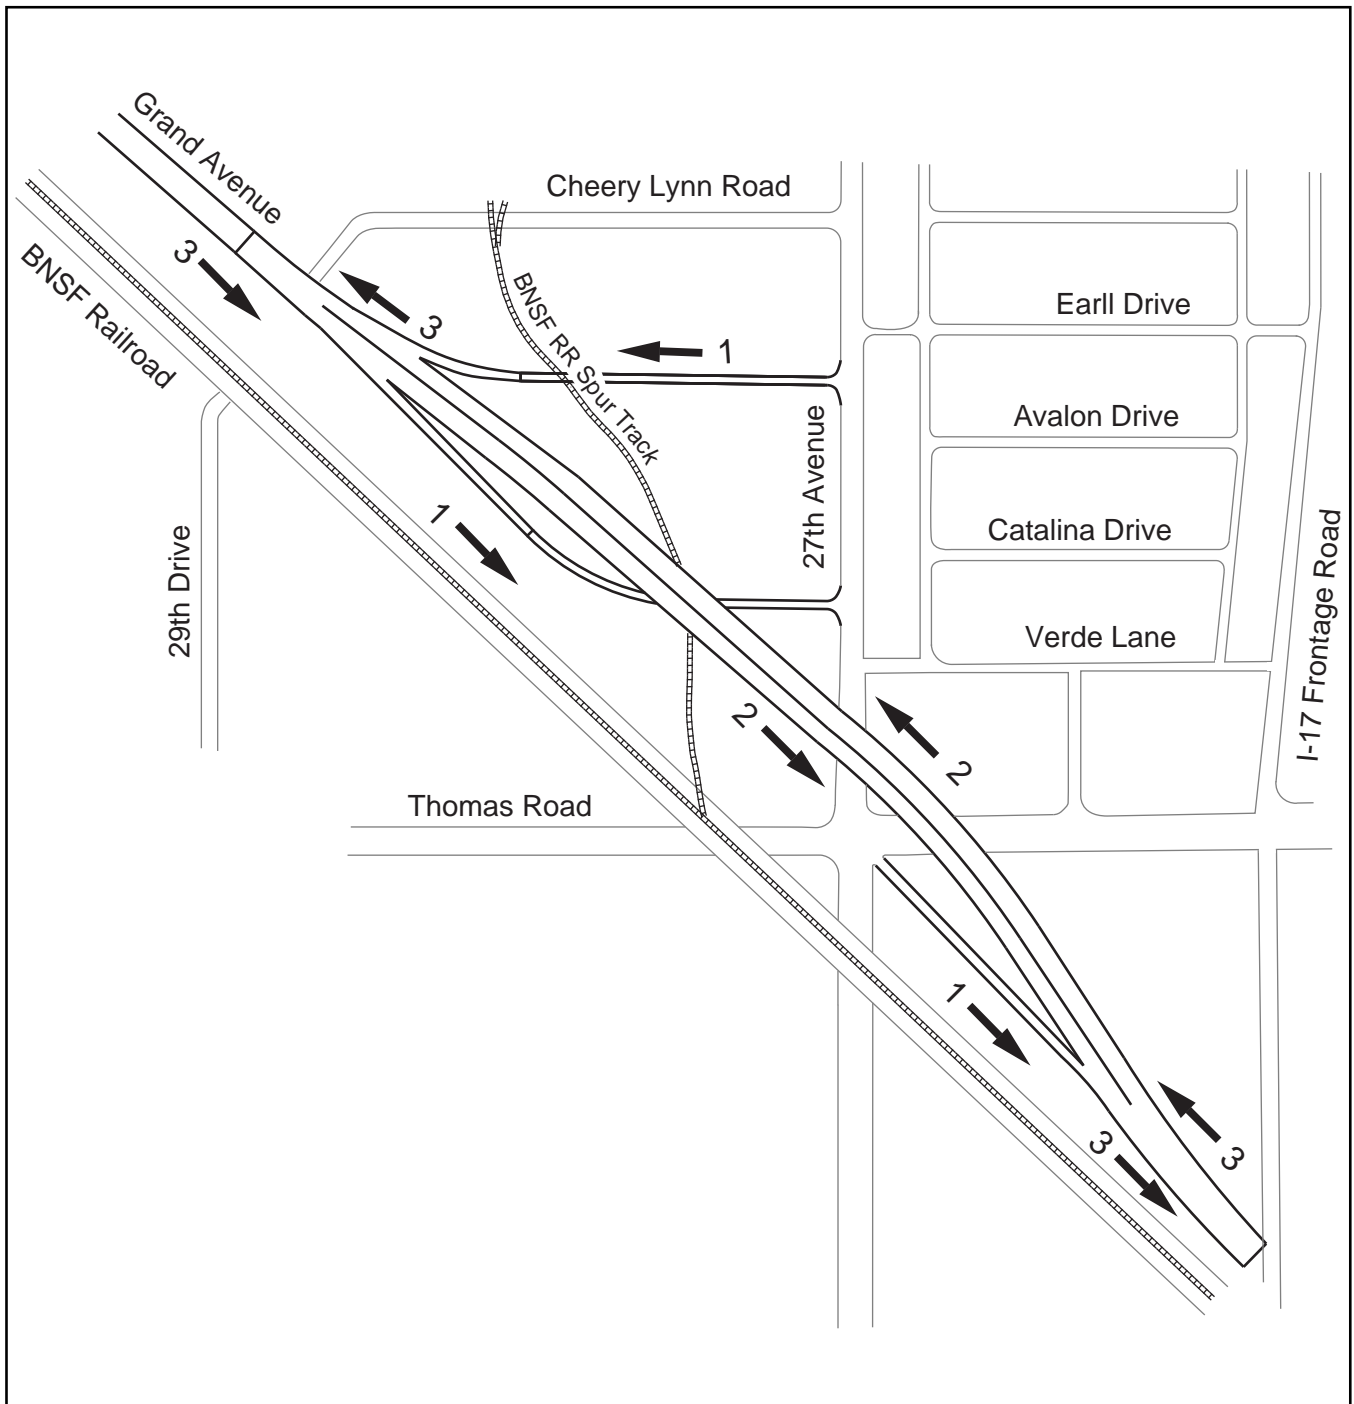 Grand Avenue
Cheery Lynn Road
3
BNSF Railroad
BNSF RR Spur Track
Earll Drive
3
1
Avalon Drive
27th Avenue
1
Catalina Drive
29th Drive
I-17 Frontage Road
Verde Lane
2
2
Thomas Road
1
3
3